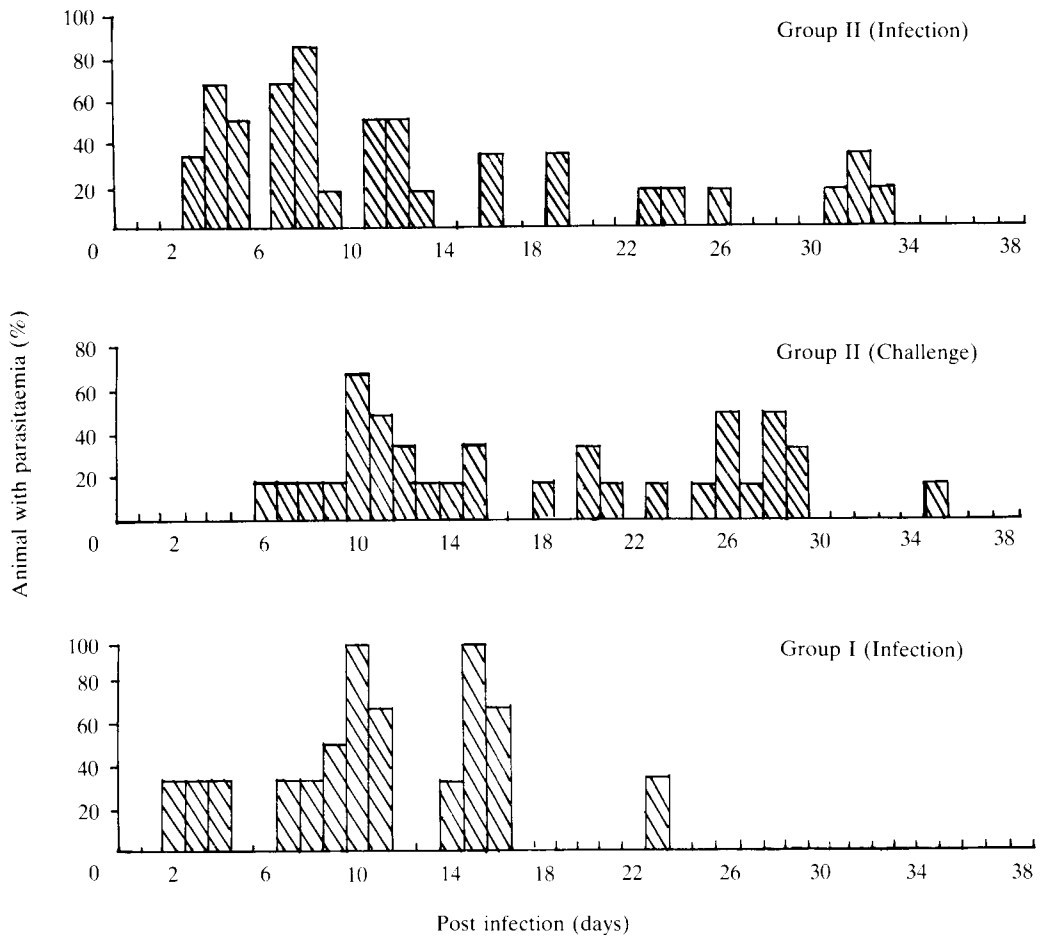 100
Group II (Infection)
80
60
40
20
0 2 6 10 14 18 22 26 30 34 38
80
Group II (Challenge)
60
40
20
0 2 6 10 14 18 22 26 30 34 38
Animal with parasitaemia (%)
100
Group I (Infection)
80
60
40
20
0 2 6 10 14 18 22 26 30 34 38
Post infection (days)